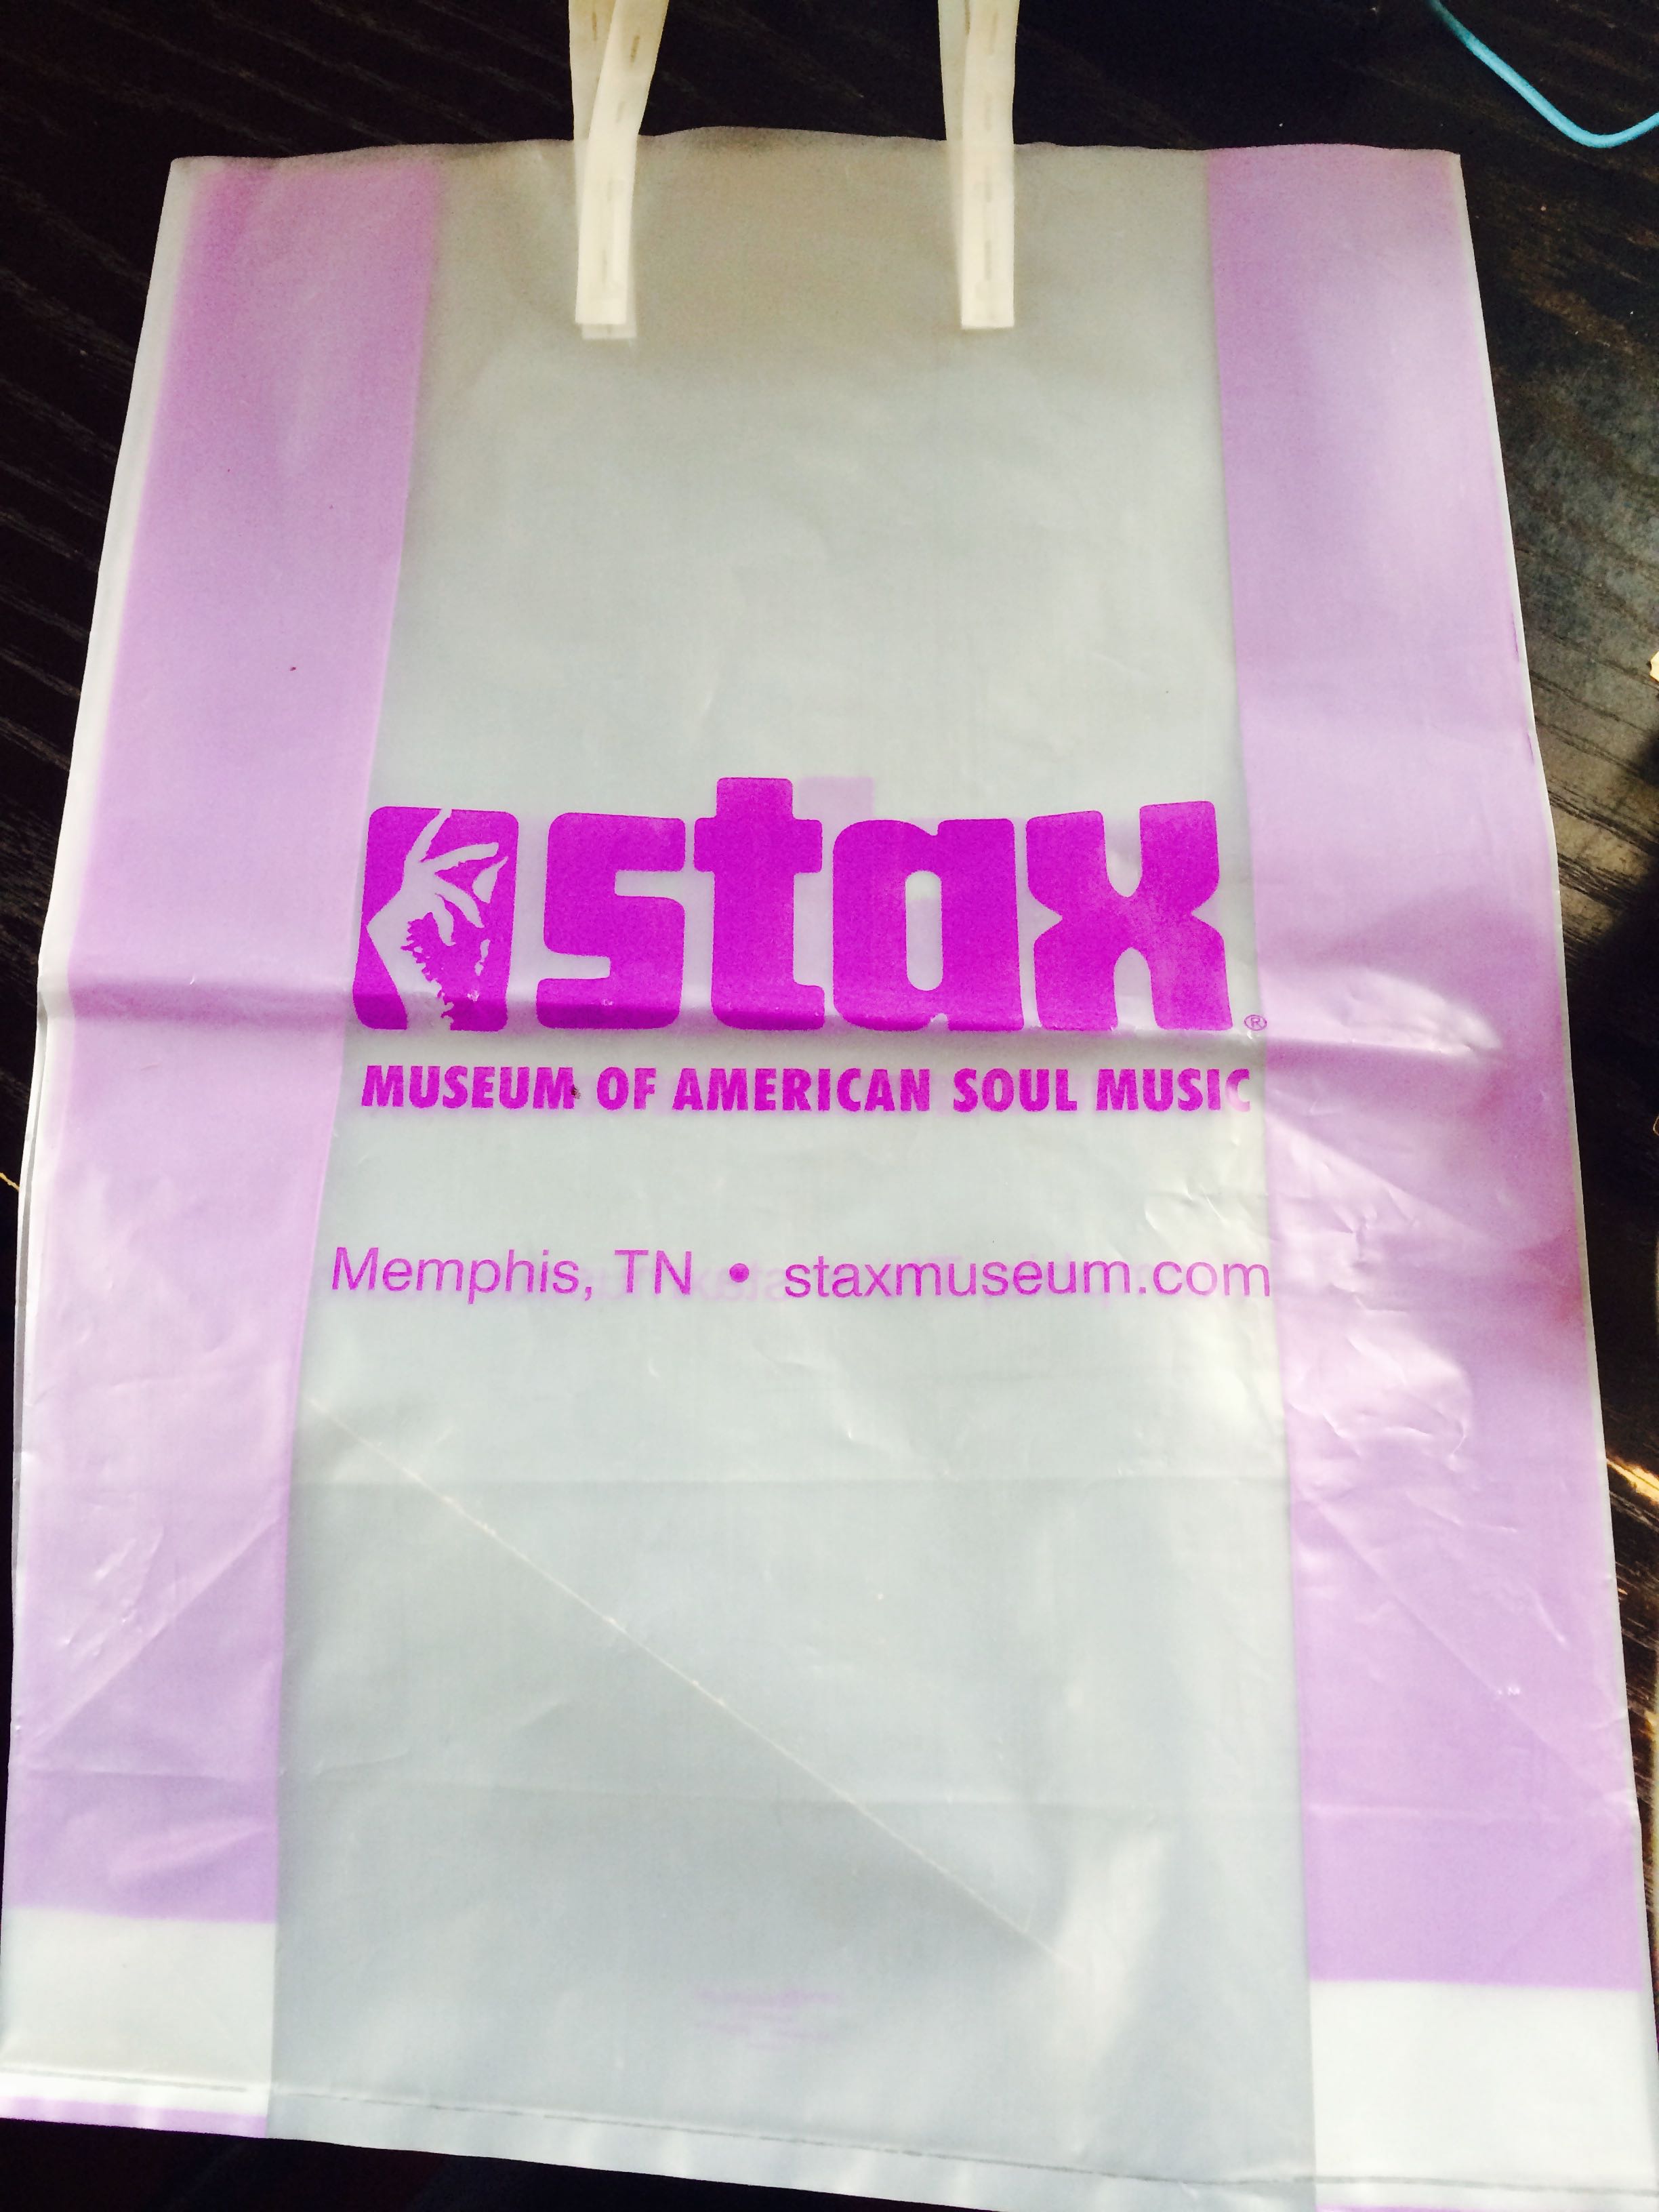 stax®
MUSEUM OF AMERICAN SOUL MUSIC
Memphis, TN • staxmuseum.com